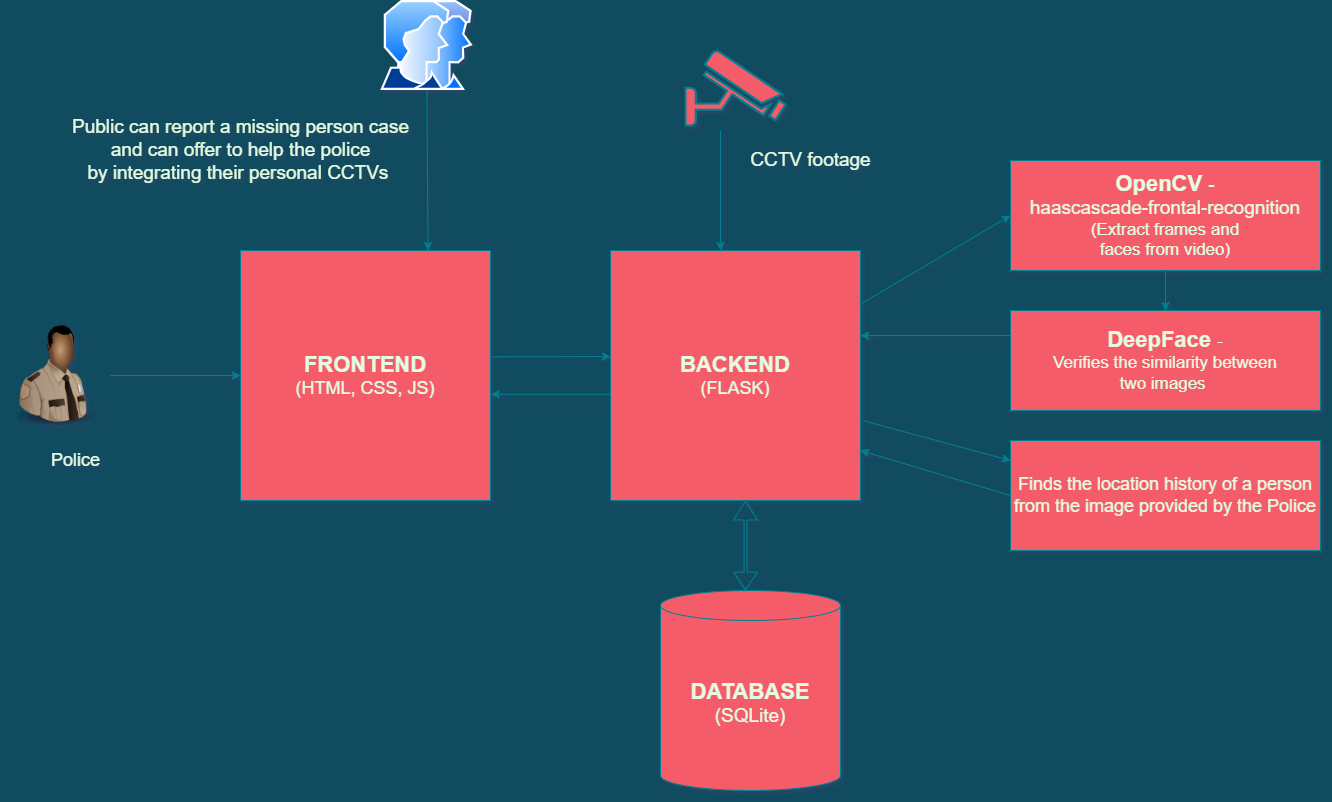 Public can report a missing person case
and can offer to help the police
by integrating their personal CCTVs
CCTV footage
OpenCV -
haascascade-frontal-recognition
(Extract frames and
faces from video)
FRONTEND
(HTML, CSS, JS)
BACKEND
(FLASK)
DeepFace -
Verifies the similarity between
two images
Police
Finds the location history of a person
from the image provided by the Police
DATABASE
(SQLite)